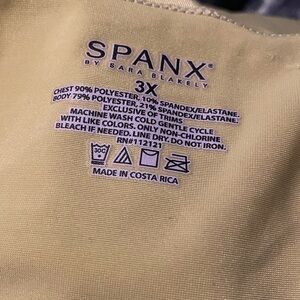 SPANX®
BY SARA BLAKELY
3X
CHEST 90% POLYESTER, 10% SPANDEX/ELASTANE.
BODY 79% POLYESTER, 21% SPANDEX/ELASTANE.
EXCLUSIVE OF TRIMS
MACHINE WASH COLD GENTLE CYCLE
WITH LIKE COLORS. ONLY NON-CHLORINE
BLEACH IF NEEDED. LINE DRY. DO NOT IRON.
RN#112121
30C
MADE IN COSTA RICA